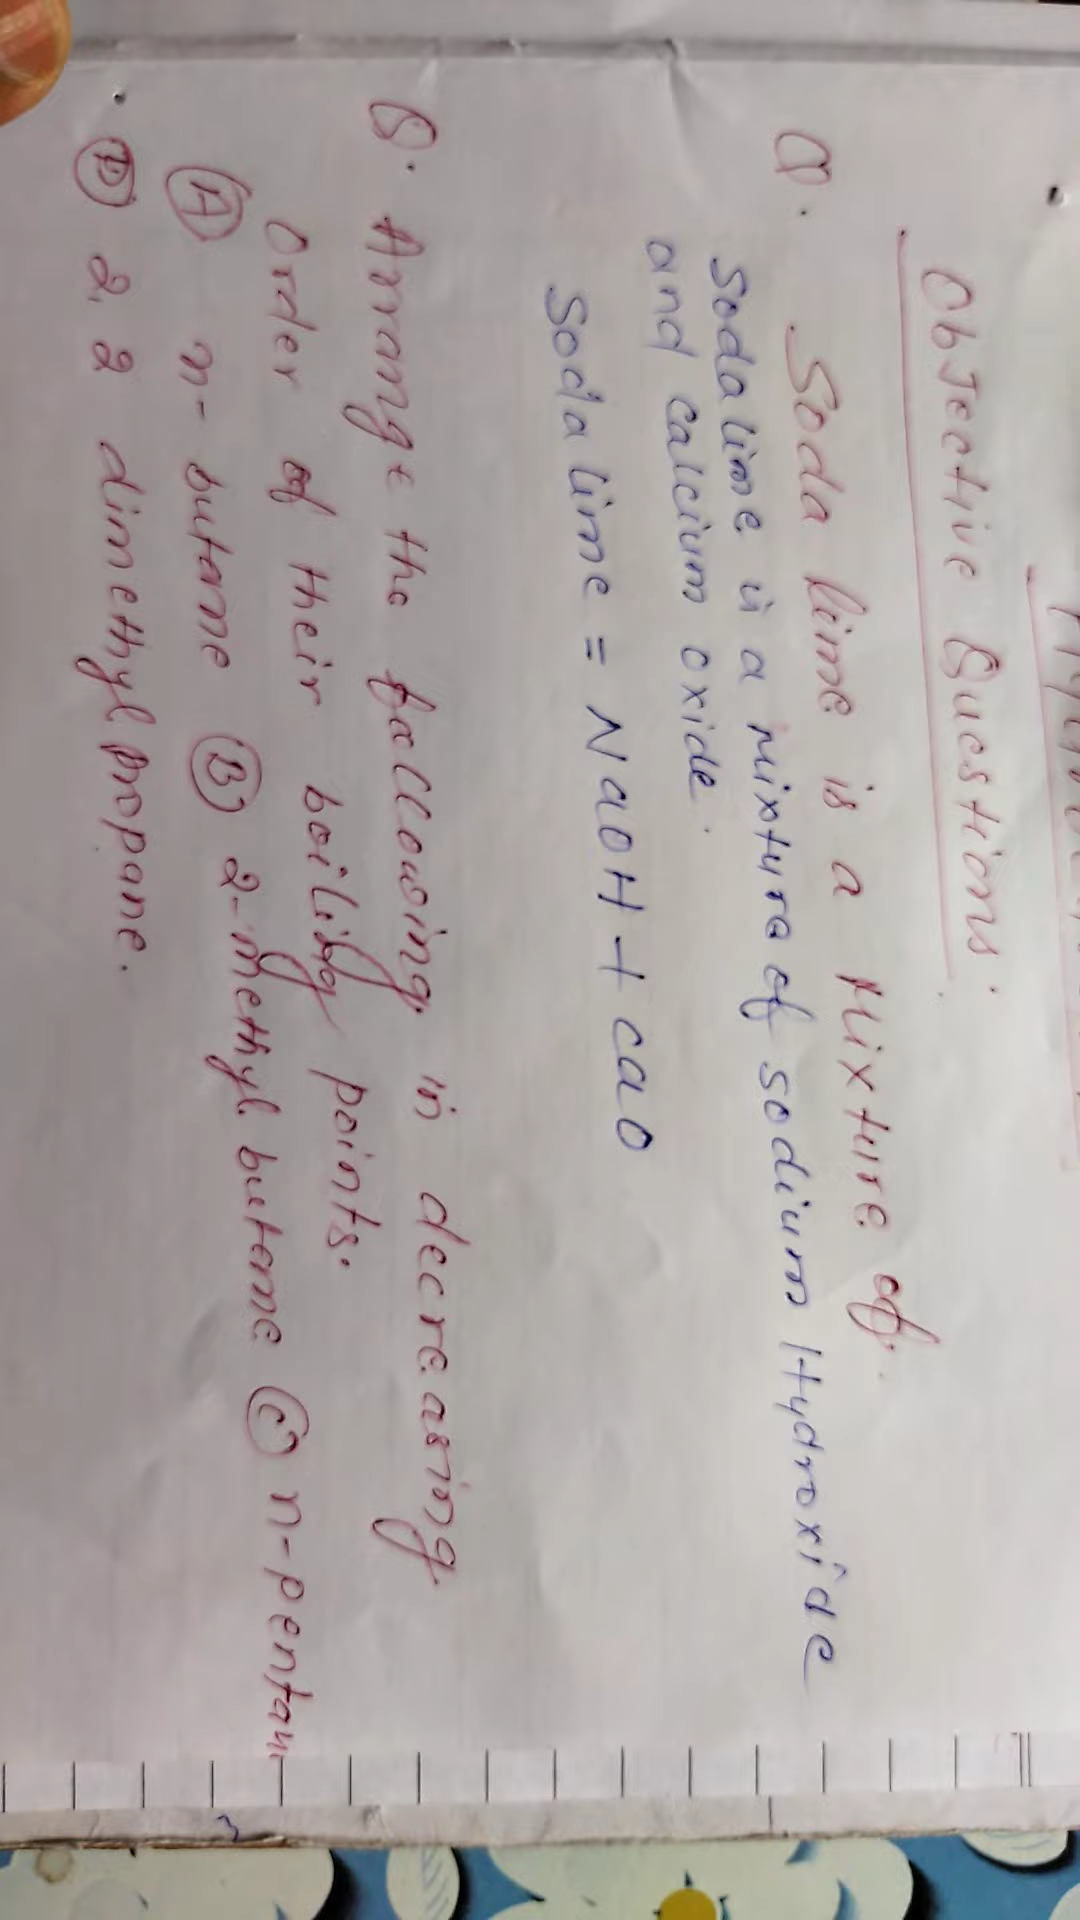 Objective Questions.
Q. Soda lime is a Mixture of.
Soda lime is a Mixture of sodium Hydroxide
and calcium oxide.
Soda lime = NaOH + CaO
Q. Arrange the following in decreasing
Order of their boiling points.
(A) n-butane (B) 2-methyl butane (C) n-pentan
(D) 2, 2 dimethyl propane.